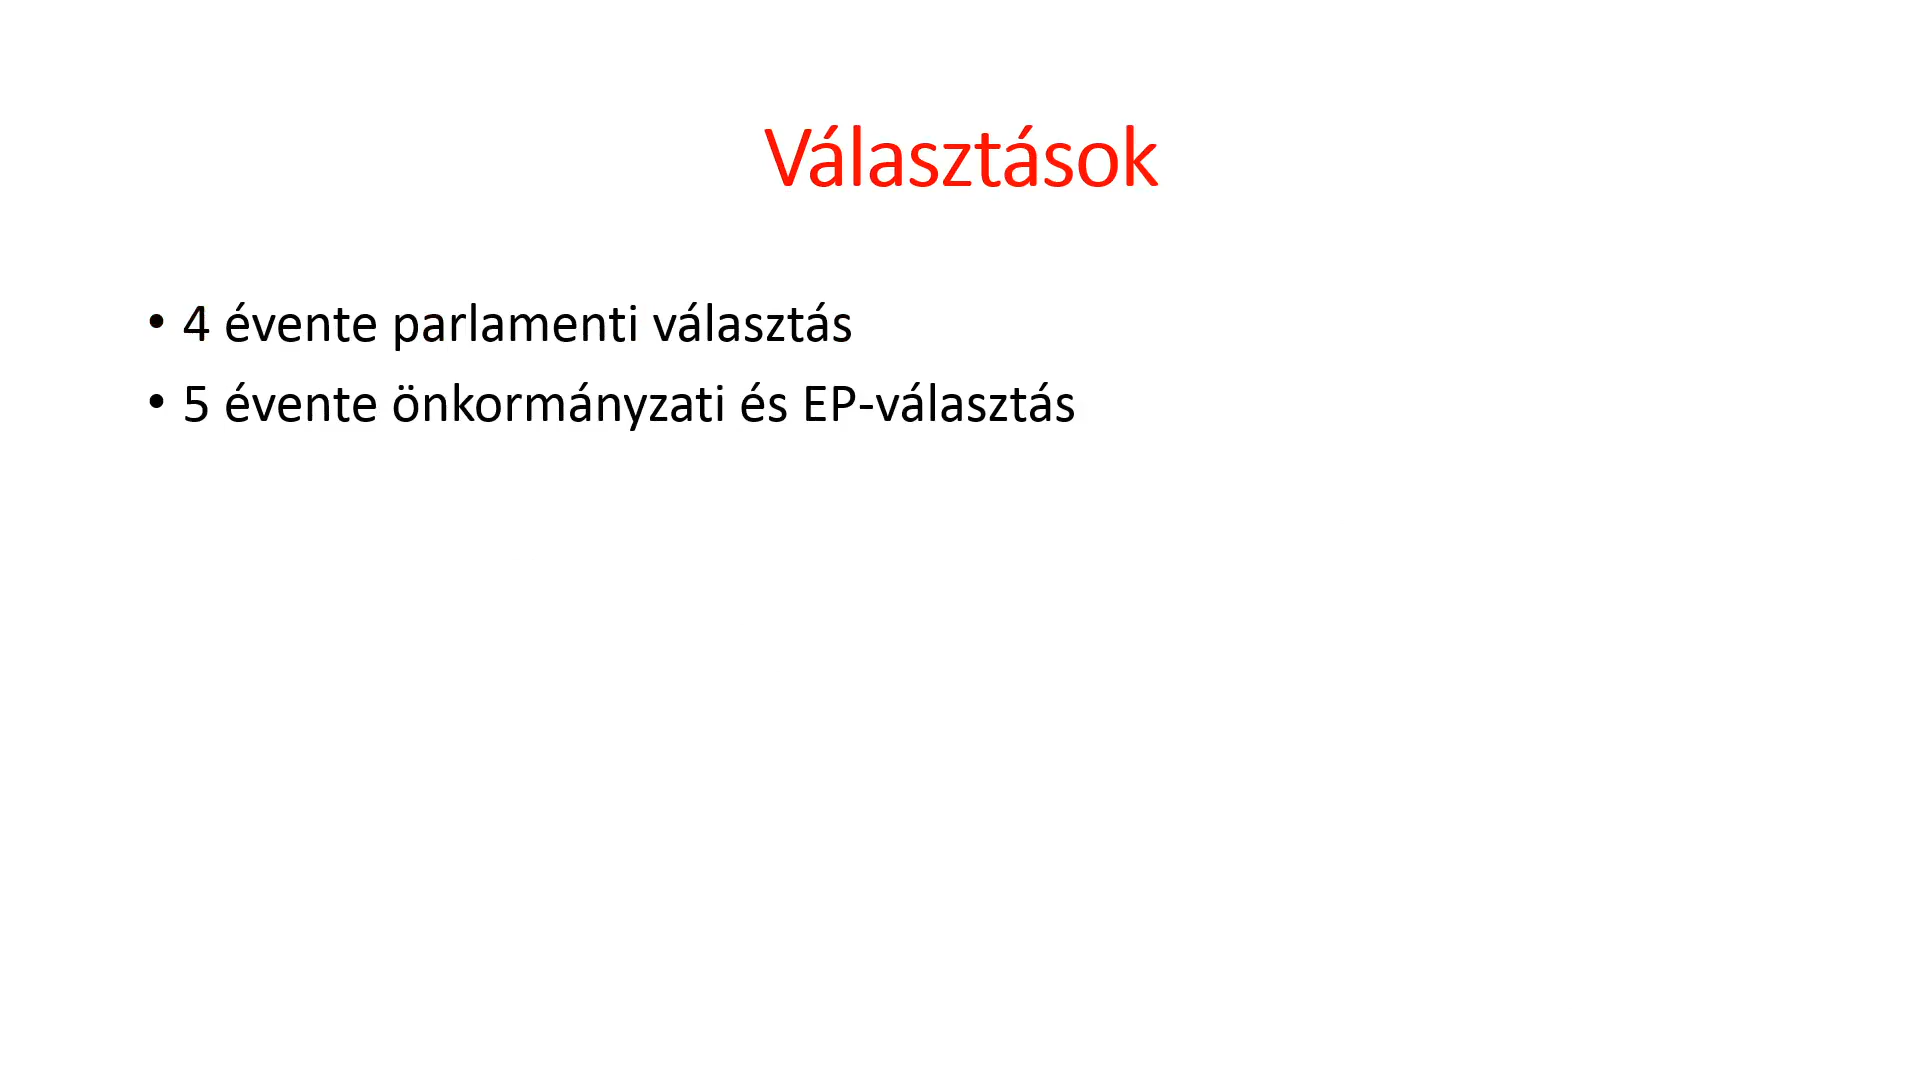 Választások
• 4 évente parlamenti választás
• 5 évente önkormányzati és EP-választás